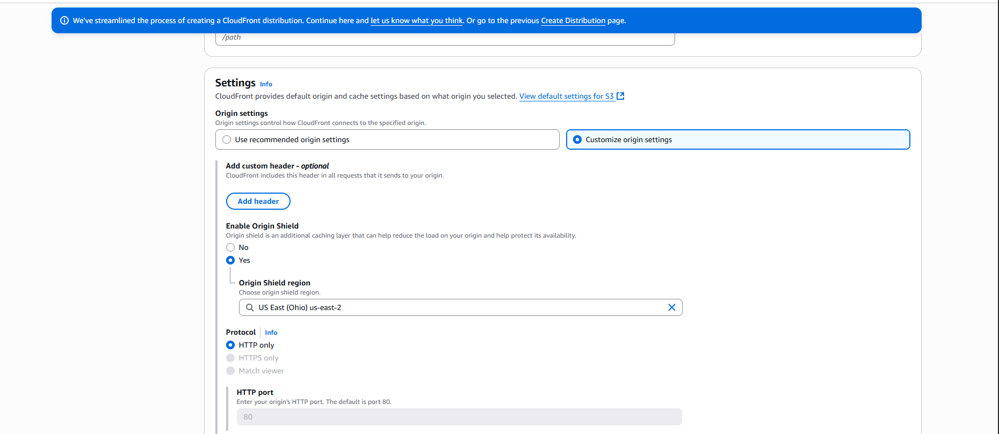 We've streamlined the process of creating a CloudFront distribution. Continue here and let us know what you think. Or go to the previous Create Distribution page.
/path
Settings Info
CloudFront provides default origin and cache settings based on what origin you selected. View default settings for S3
Origin settings
Origin settings control how CloudFront connects to the specified origin.
Use recommended origin settings
Customize origin settings
Add custom header - optional
CloudFront includes this header in all requests that it sends to your origin.
Add header
Enable Origin Shield
Origin shield is an additional caching layer that can help reduce the load on your origin and help protect its availability.
No
Yes
Origin Shield region
Choose origin shield region.
US East (Ohio) us-east-2
Protocol Info
HTTP only
HTTPS only
Match viewer
HTTP port
Enter your origin's HTTP port. The default is port 80.
80